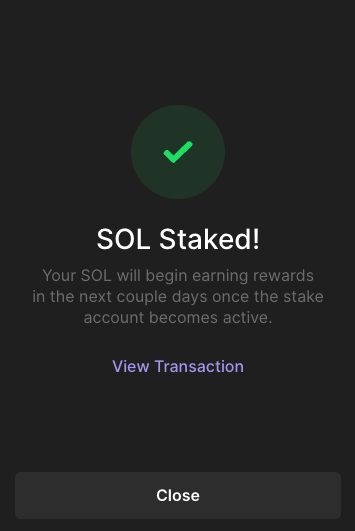 SOL Staked!
Your SOL will begin earning rewards
in the next couple days once the stake
account becomes active.
View Transaction
Close